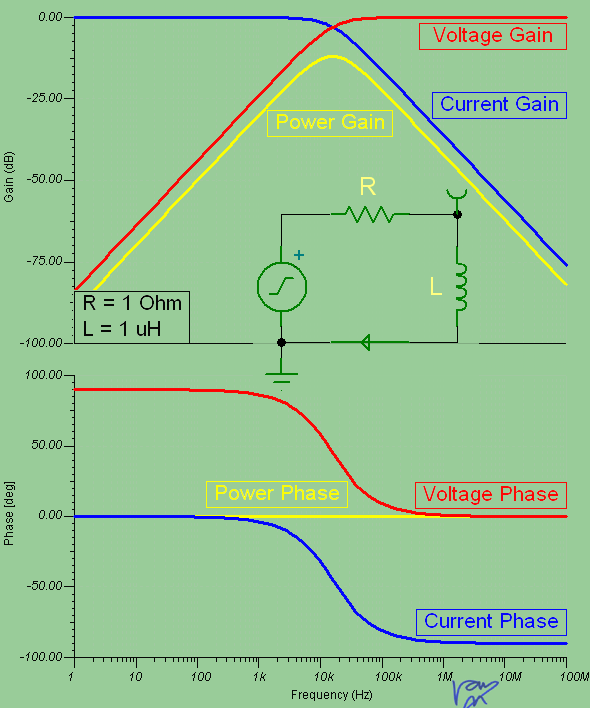 0.00
Voltage Gain
-25.00
Current Gain
Power Gain
Gain (dB)
-50.00
R
+
-75.00
L
R = 1 Ohm
L = 1 uH
-100.00
100.00
50.00
Power Phase
Voltage Phase
Phase [deg]
0.00
-50.00
Current Phase
-100.00
1 10 100 1k 10k 100k 1M 10M 100M
Frequency (Hz)